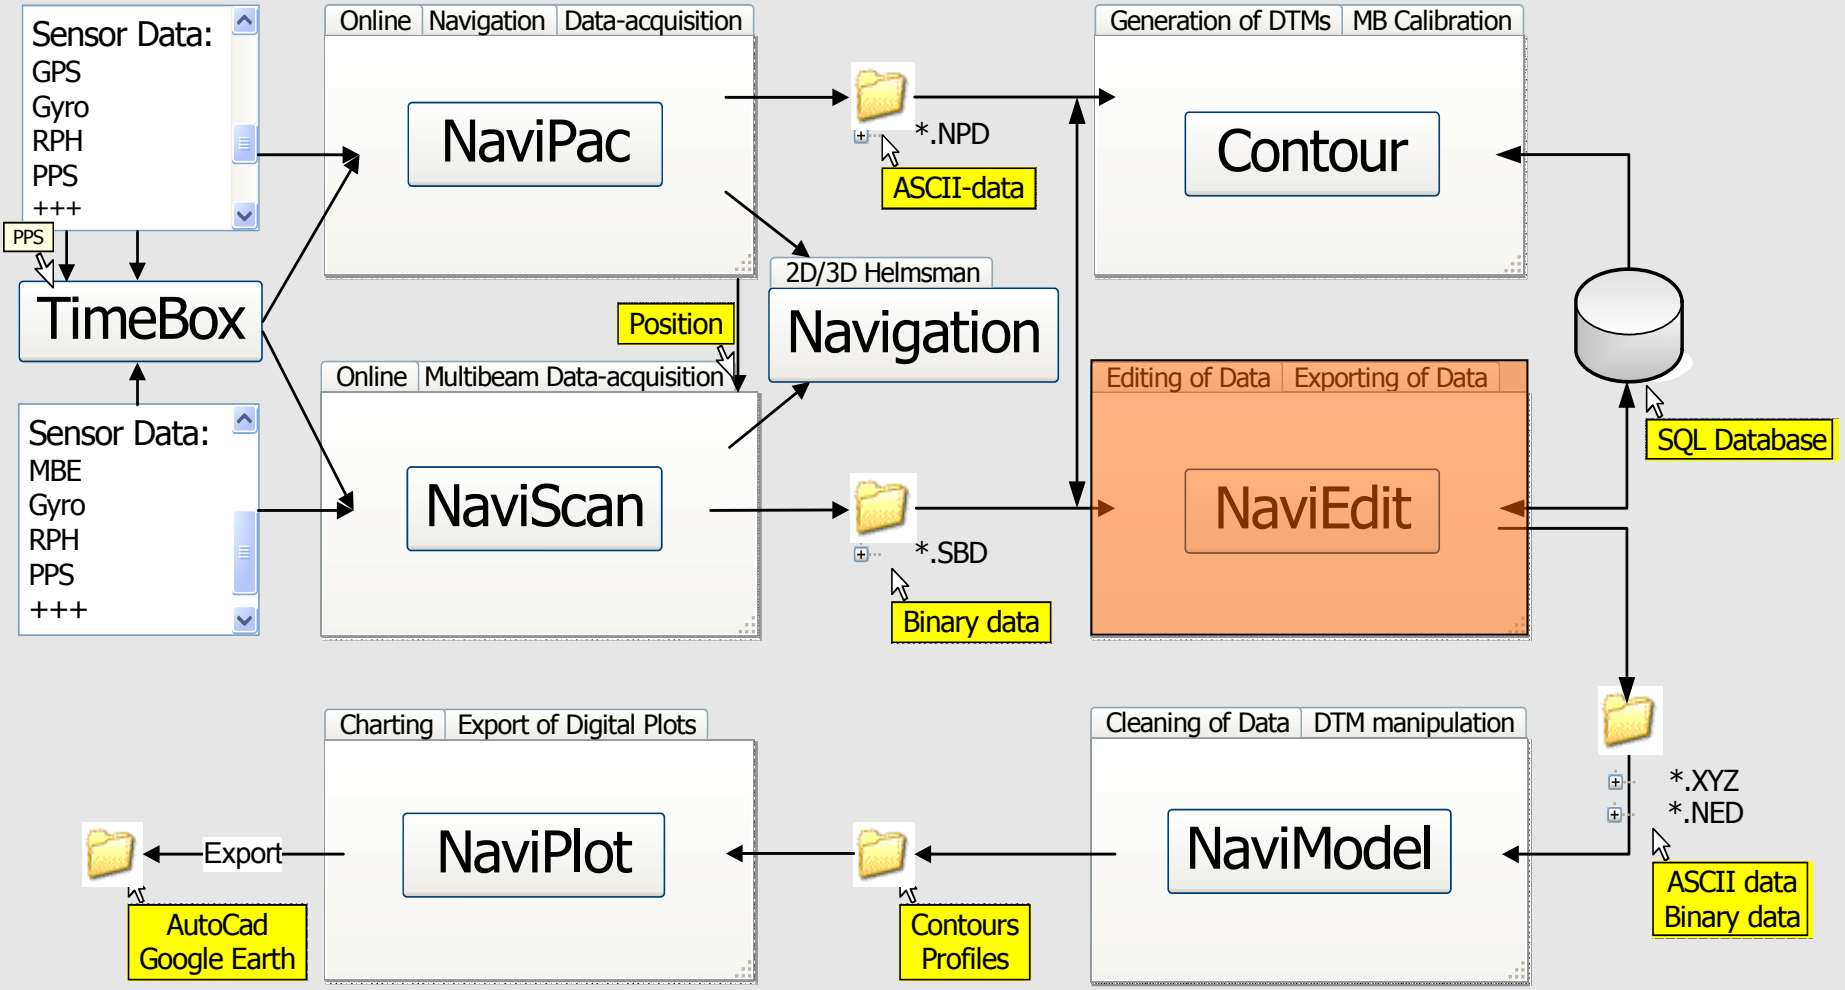 Sensor Data:
GPS
Gyro
RPH
PPS
+++
PPS
TimeBox
Sensor Data:
MBE
Gyro
RPH
PPS
+++
Online Navigation Data-acquisition
NaviPac
*.NPD
ASCII-data
Generation of DTMs MB Calibration
Contour
2D/3D Helmsman
Navigation
Position
Online Multibeam Data-acquisition
NaviScan
*.SBD
Binary data
Editing of Data Exporting of Data
NaviEdit
SQL Database
*.XYZ
*.NED
ASCII data
Binary data
Cleaning of Data DTM manipulation
NaviModel
Contours
Profiles
Charting Export of Digital Plots
NaviPlot
Export
AutoCad
Google Earth